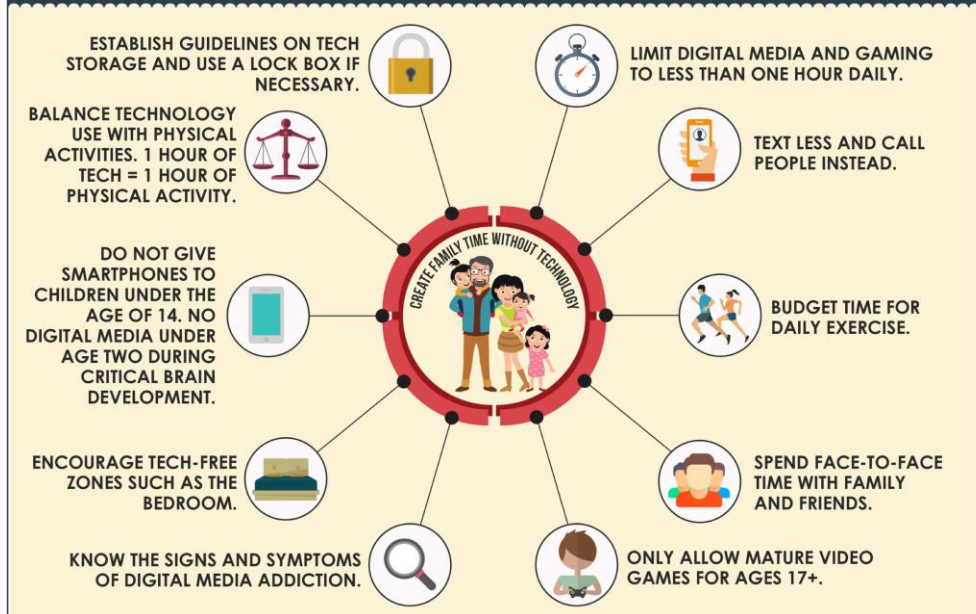 ESTABLISH GUIDELINES ON TECH
STORAGE AND USE A LOCK BOX IF
NECESSARY.
BALANCE TECHNOLOGY
USE WITH PHYSICAL
ACTIVITIES. 1 HOUR OF
TECH = 1 HOUR OF
PHYSICAL ACTIVITY.
DO NOT GIVE
SMARTPHONES TO
CHILDREN UNDER THE
AGE OF 14. NO
DIGITAL MEDIA UNDER
AGE TWO DURING
CRITICAL BRAIN
DEVELOPMENT.
ENCOURAGE TECH-FREE
ZONES SUCH AS THE
BEDROOM.
KNOW THE SIGNS AND SYMPTOMS
OF DIGITAL MEDIA ADDICTION.
CREATE FAMILY TIME WITHOUT TECHNOLOGY
LIMIT DIGITAL MEDIA AND GAMING
TO LESS THAN ONE HOUR DAILY.
TEXT LESS AND CALL
PEOPLE INSTEAD.
BUDGET TIME FOR
DAILY EXERCISE.
SPEND FACE-TO-FACE
TIME WITH FAMILY
AND FRIENDS.
ONLY ALLOW MATURE VIDEO
GAMES FOR AGES 17+.